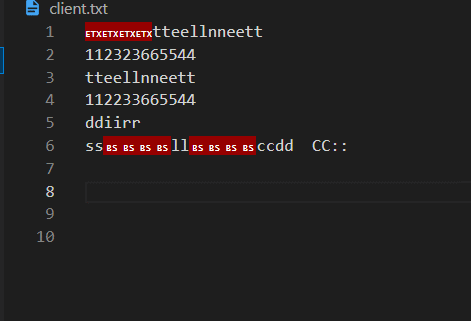 client.txt
1 ETXETXETXETXtteellnneett
2 112323665544
3 tteellnneett
4 112233665544
5 ddiirr
6 ssBSBSBSBSllBSBSBSBSccdd  CC::
7
8
9
10